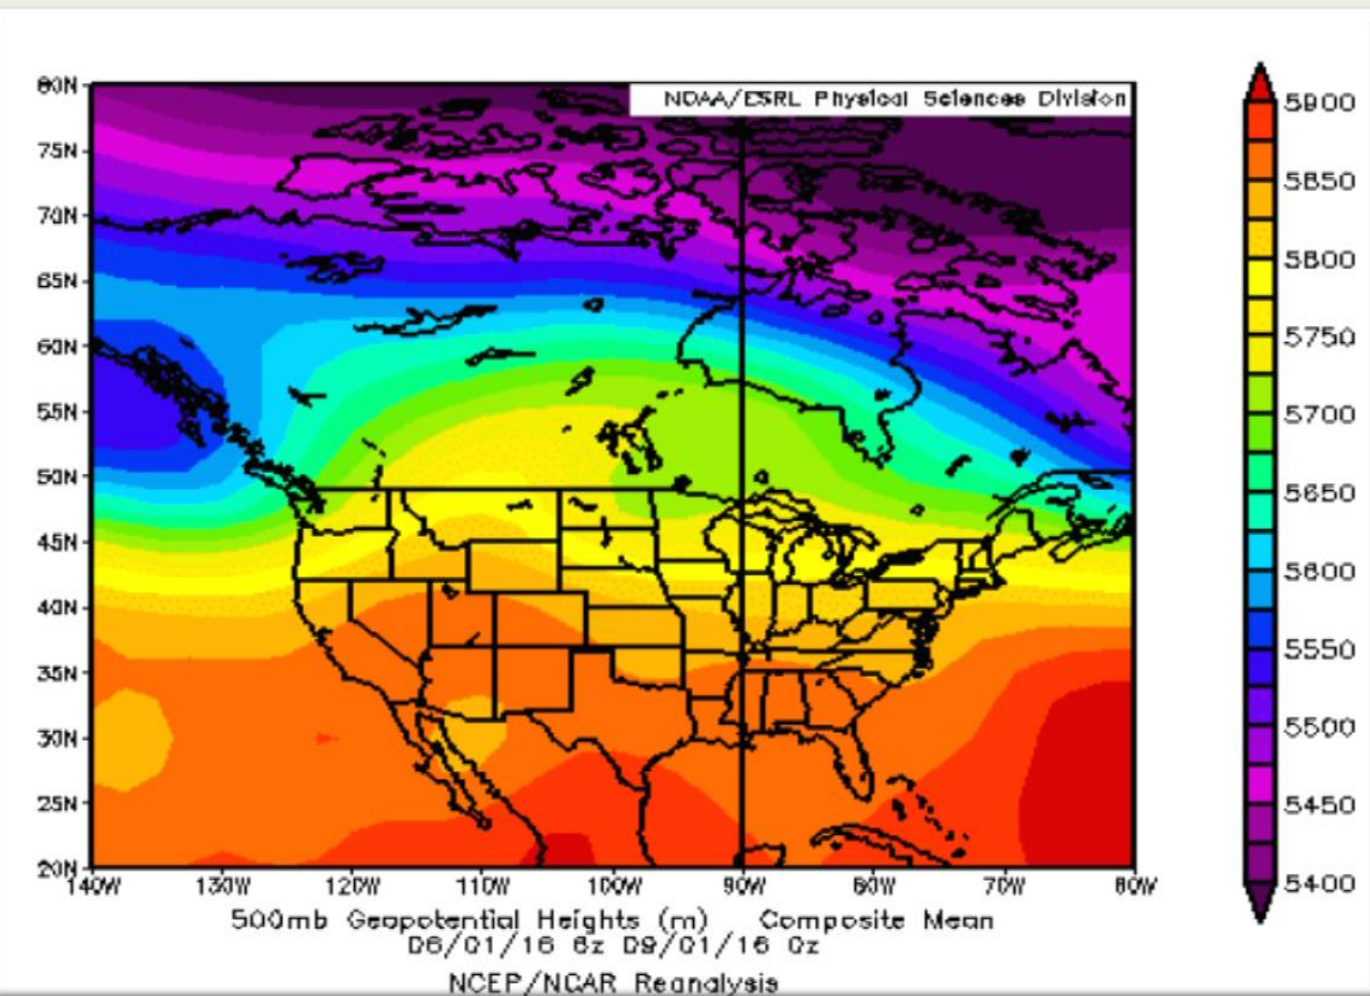 NOAA/ESRL Physical Sciences Division
80N
75N
70N
65N
60N
55N
50N
45N
40N
35N
30N
25N
20N
140W 130W 120W 110W 100W 90W 80W 70W 60W
5900
5850
5800
5750
5700
5650
5600
5550
5500
5450
5400
500mb Geopotential Heights (m) Composite Mean
06/01/16 6z 09/01/16 0z
NCEP/NCAR Reanalysis